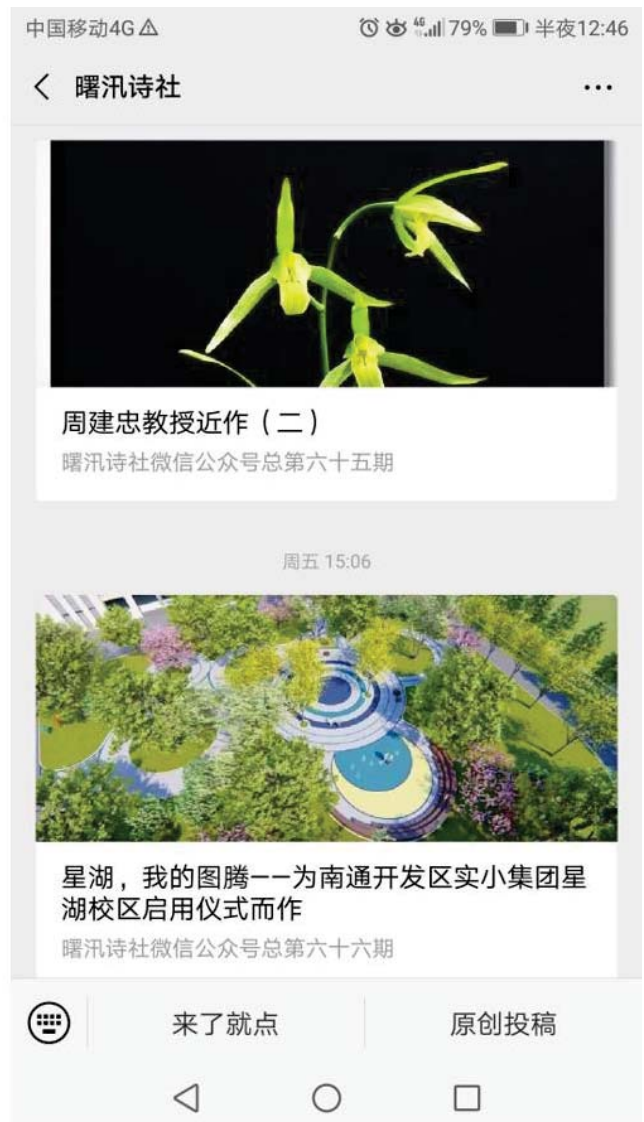 中国移动4G 46 79% 半夜12:46
曙汛诗社
周建忠教授近作（二）
曙汛诗社微信公众号总第六十五期
周五 15:06
星湖，我的图腾——为南通开发区实小集团星
湖校区启用仪式而作
曙汛诗社微信公众号总第六十六期
来了就点 原创投稿